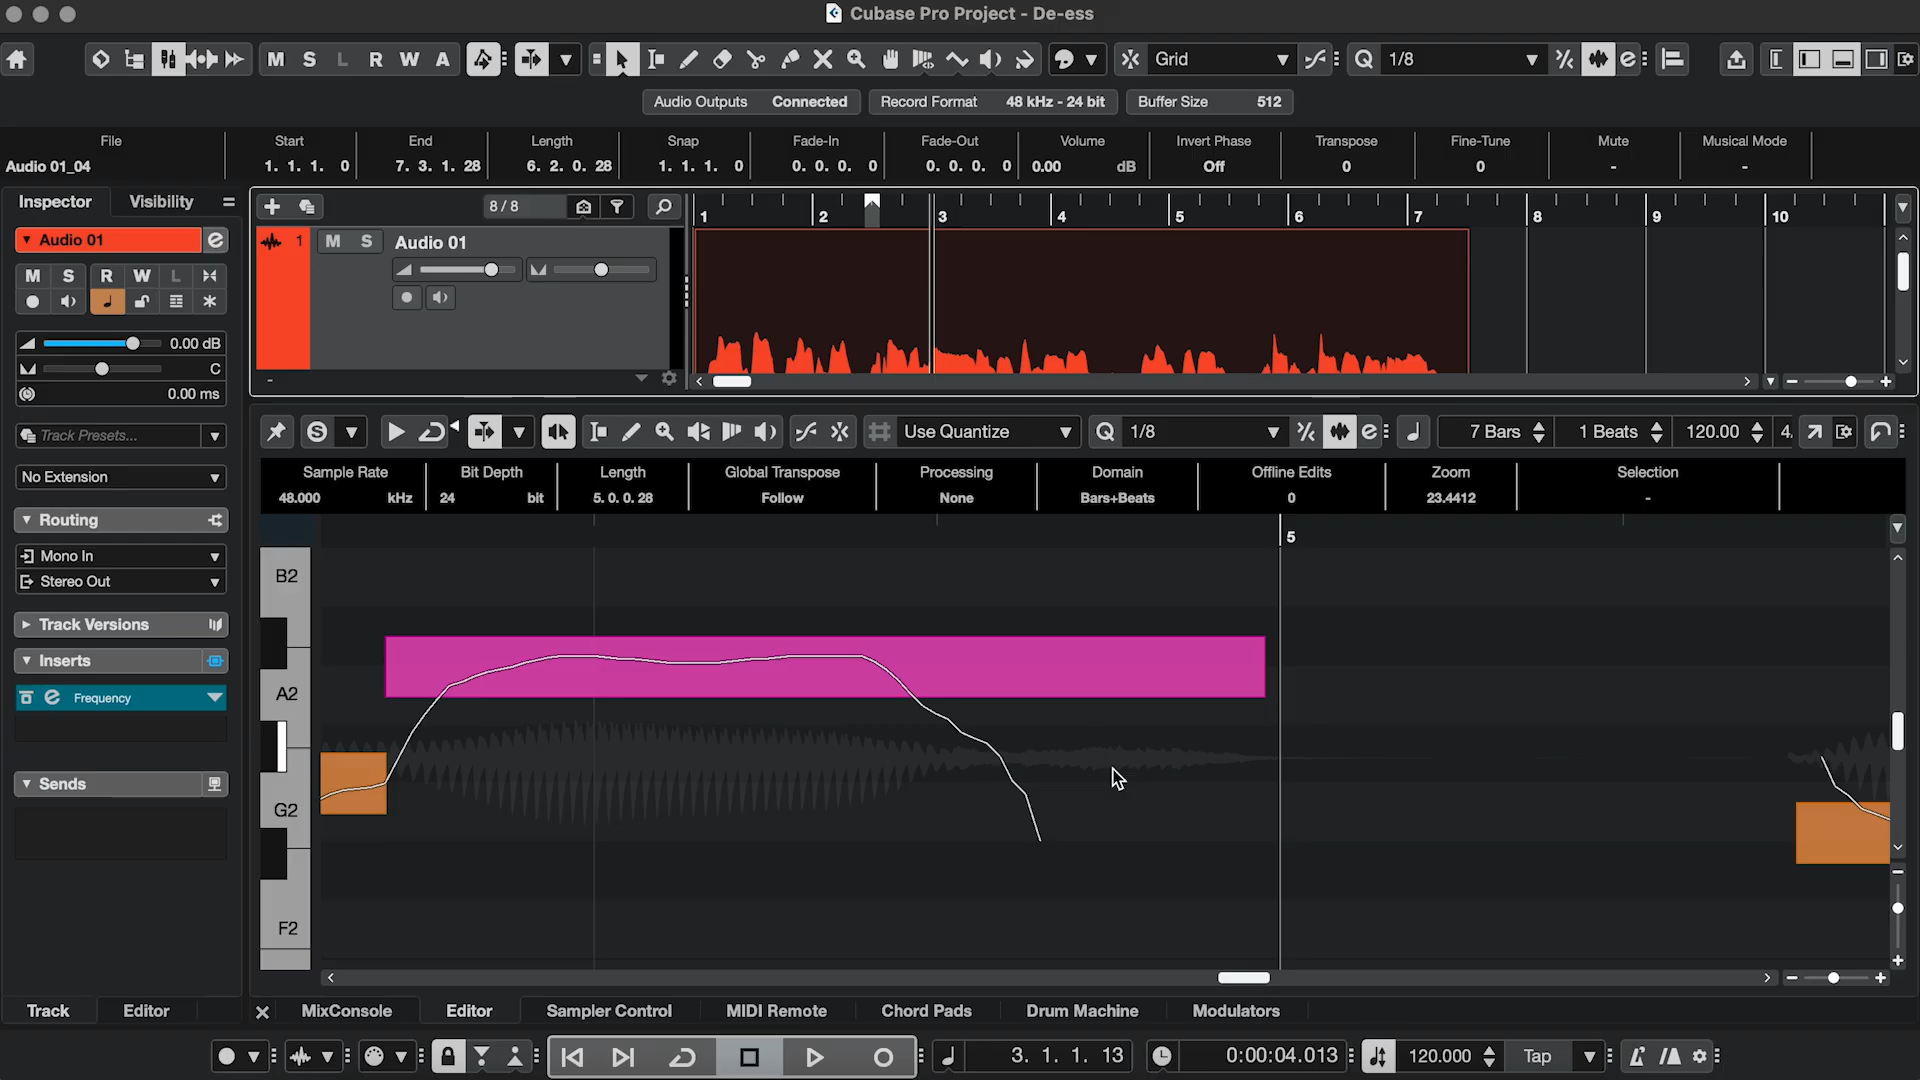 Cubase Pro Project - De-ess
M S L R W A
Grid
Q 1/8
Audio Outputs Connected
Record Format 48 kHz - 24 bit
Buffer Size 512
File Start End Length Snap Fade-In Fade-Out Volume Invert Phase Transpose Fine-Tune Mute Musical Mode
Audio 01_04 1. 1. 1. 0 7. 3. 1. 28 6. 2. 0. 28 1. 1. 1. 0 0. 0. 0. 0 0. 0. 0. 0 0.00 dB Off 0 0 - -
Inspector Visibility
8 / 8
1 2 3 4 5 6 7 8 9 10
Audio 01 e
1 M S Audio 01
M S R W L
0.00 dB
C
0.00 ms
-
Track Presets...
No Extension
Routing
Mono In
Stereo Out
Track Versions
Inserts
e Frequency
Sends
S
Use Quantize
Q 1/8
7 Bars 1 Beats 120.00 4.
Sample Rate Bit Depth Length Global Transpose Processing Domain Offline Edits Zoom Selection
48.000 kHz 24 bit 5. 0. 0. 28 Follow None Bars+Beats 0 23.4412 -
5
B2
A2
G2
F2
Track Editor
MixConsole Editor Sampler Control MIDI Remote Chord Pads Drum Machine Modulators
3. 1. 1. 13 0:00:04.013 120.000 Tap